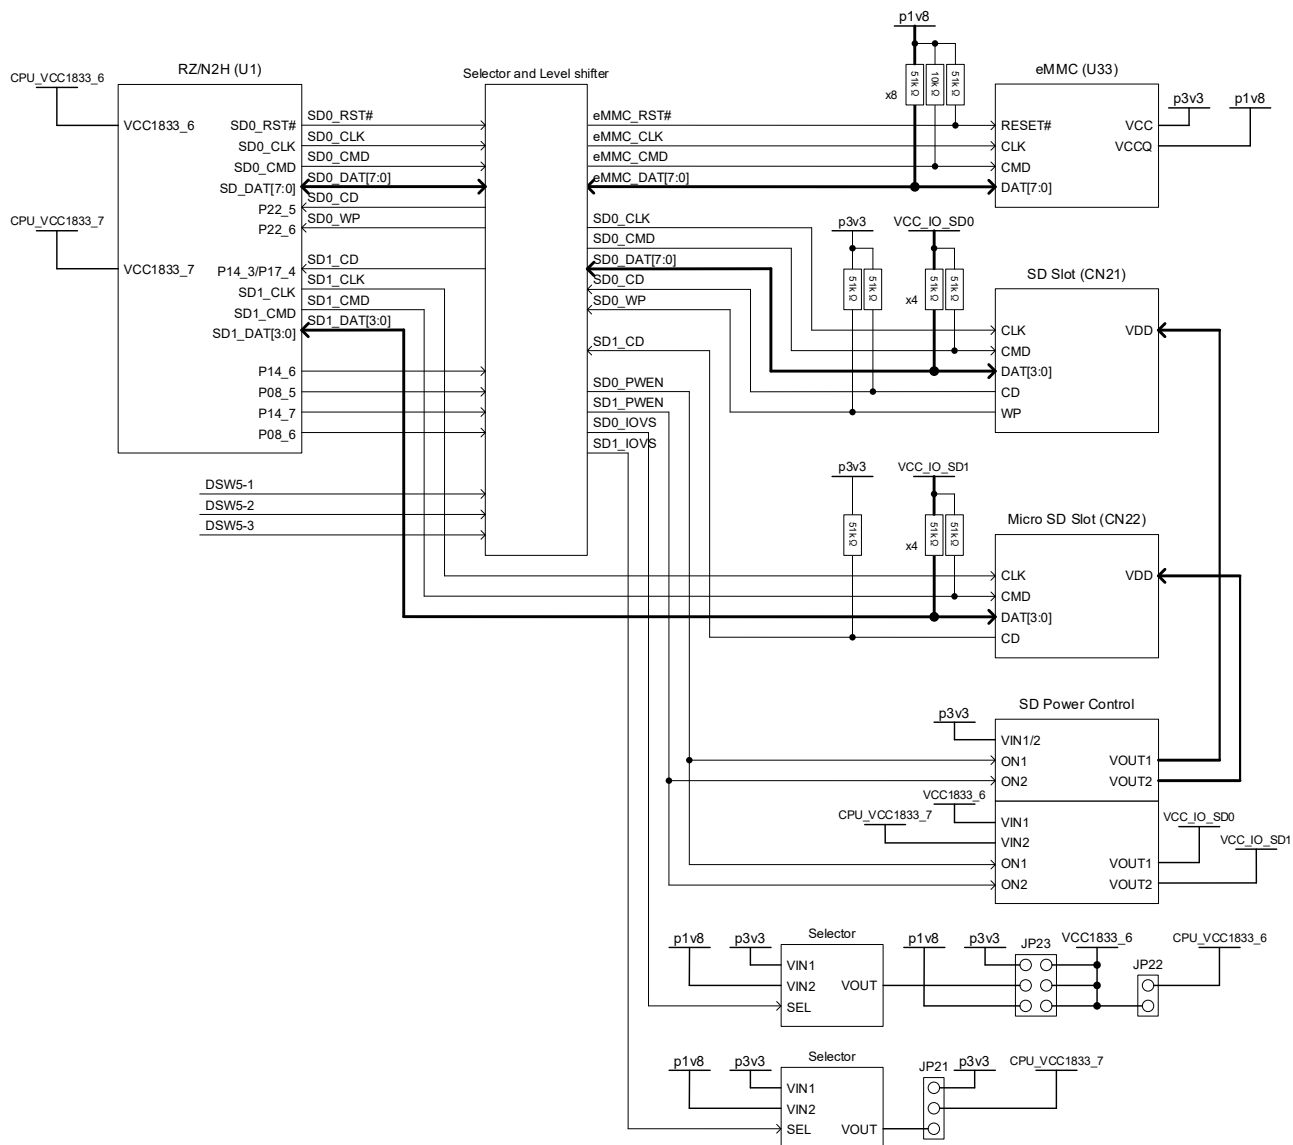 p1v8
RZ/N2H (U1)
Selector and Level shifter
eMMC (U33)
CPU_VCC1833_6
VCC1833_6
CPU_VCC1833_7
VCC1833_7
SD0_RST#
SD0_CLK
SD0_CMD
SD_DAT[7:0]
P22_5
P22_6
P14_3/P17_4
SD1_CLK
SD1_CMD
SD1_DAT[3:0]
P14_6
P08_5
P14_7
P08_6
SD0_RST#
SD0_CLK
SD0_CMD
SD0_DAT[7:0]
SD0_CD
SD0_WP
SD1_CD
SD1_CLK
SD1_CMD
SD1_DAT[3:0]
DSW5-1
DSW5-2
DSW5-3
eMMC_RST#
eMMC_CLK
eMMC_CMD
eMMC_DAT[7:0]
SD0_CLK
SD0_CMD
SD0_DAT[7:0]
SD0_CD
SD0_WP
SD1_CD
SD0_PWEN
SD1_PWEN
SD0_IOVS
SD1_IOVS
x8
51kΩ
10kΩ
51kΩ
RESET#
CLK
CMD
DAT[7:0]
VCC
VCCQ
p3v3
p1v8
p3v3
51kΩ
51kΩ
VCC_IO_SD0
x4
51kΩ
51kΩ
SD Slot (CN21)
CLK
CMD
DAT[3:0]
CD
WP
VDD
p3v3
51kΩ
VCC_IO_SD1
x4
51kΩ
51kΩ
Micro SD Slot (CN22)
CLK
CMD
DAT[3:0]
CD
VDD
SD Power Control
p3v3
VIN1/2
ON1
ON2
VOUT1
VOUT2
VCC1833_6
CPU_VCC1833_7
VIN1
VIN2
ON1
ON2
VOUT1
VOUT2
VCC_IO_SD0
VCC_IO_SD1
p1v8
p3v3
Selector
VIN1
VIN2
SEL
VOUT
p1v8
p3v3
JP23
VCC1833_6
JP22
CPU_VCC1833_6
p1v8
p3v3
Selector
VIN1
VIN2
SEL
VOUT
JP21
p3v3
CPU_VCC1833_7